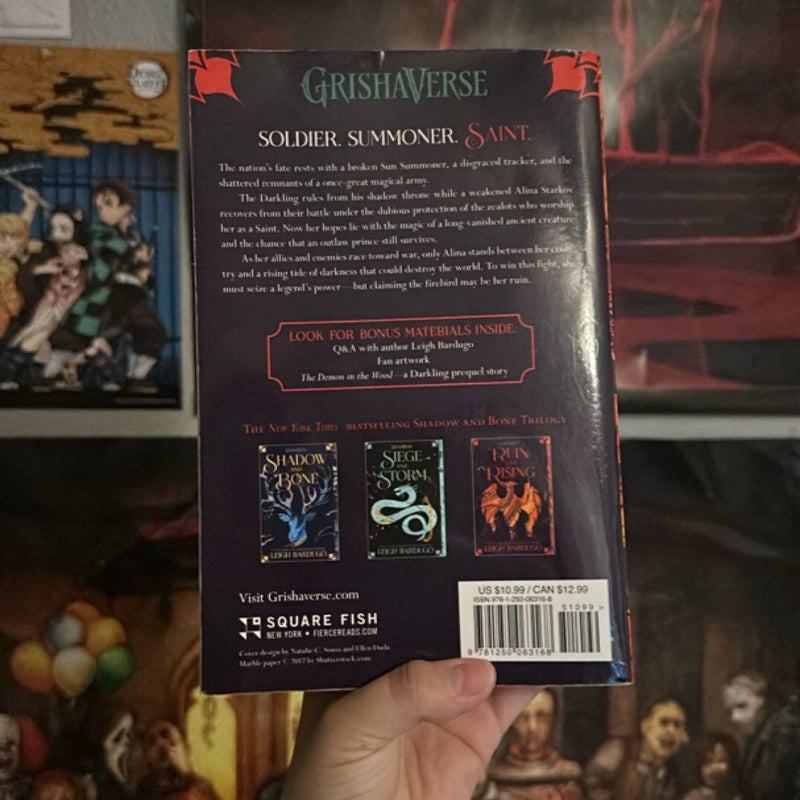 GRISHAVERSE
SOLDIER. SUMMONER. SAINT.
The nation's fate rests with a broken Sun Summoner, a disgraced tracker, and the
shattered remnants of a once-great magical army.
The Darkling rules from his shadow throne while a weakened Alina Starkov
recovers from their battle under the dubious protection of the zealots who worship
her as a Saint. Now her hopes lie with the magic of a long-vanished ancient creature
and the chance that an outlaw prince still survives.
As her allies and enemies race toward war, only Alina stands between her
try and a rising tide of darkness that could destroy the world. To win this fight, she
must seize a legend's power—but claiming the firebird may be her ruin.
LOOK FOR BONUS MATERIALS INSIDE:
Q&A with author Leigh Bardugo
Fan artwork
The Demon in the Wood—a Darkling prequel story
THE NEW YORK TIMES BESTSELLING SHADOW AND BONE TRILOGY
SHADOW
AND
BONE
LEIGH BARDUGO
SIEGE
AND
STORM
LEIGH BARDUGO
RUIN
RISING
LEIGH BARDUGO
Visit Grishaverse.com
SQUARE FISH
NEW YORK • FIERCEREADS.COM
Cover design by Natalie C. Sousa and Ellen Duda
Marble paper © 2017 by Shutterstock.com
US $10.99 / CAN $12.99
ISBN 978-1-250-06316-8
51099 >
9 781250 063168